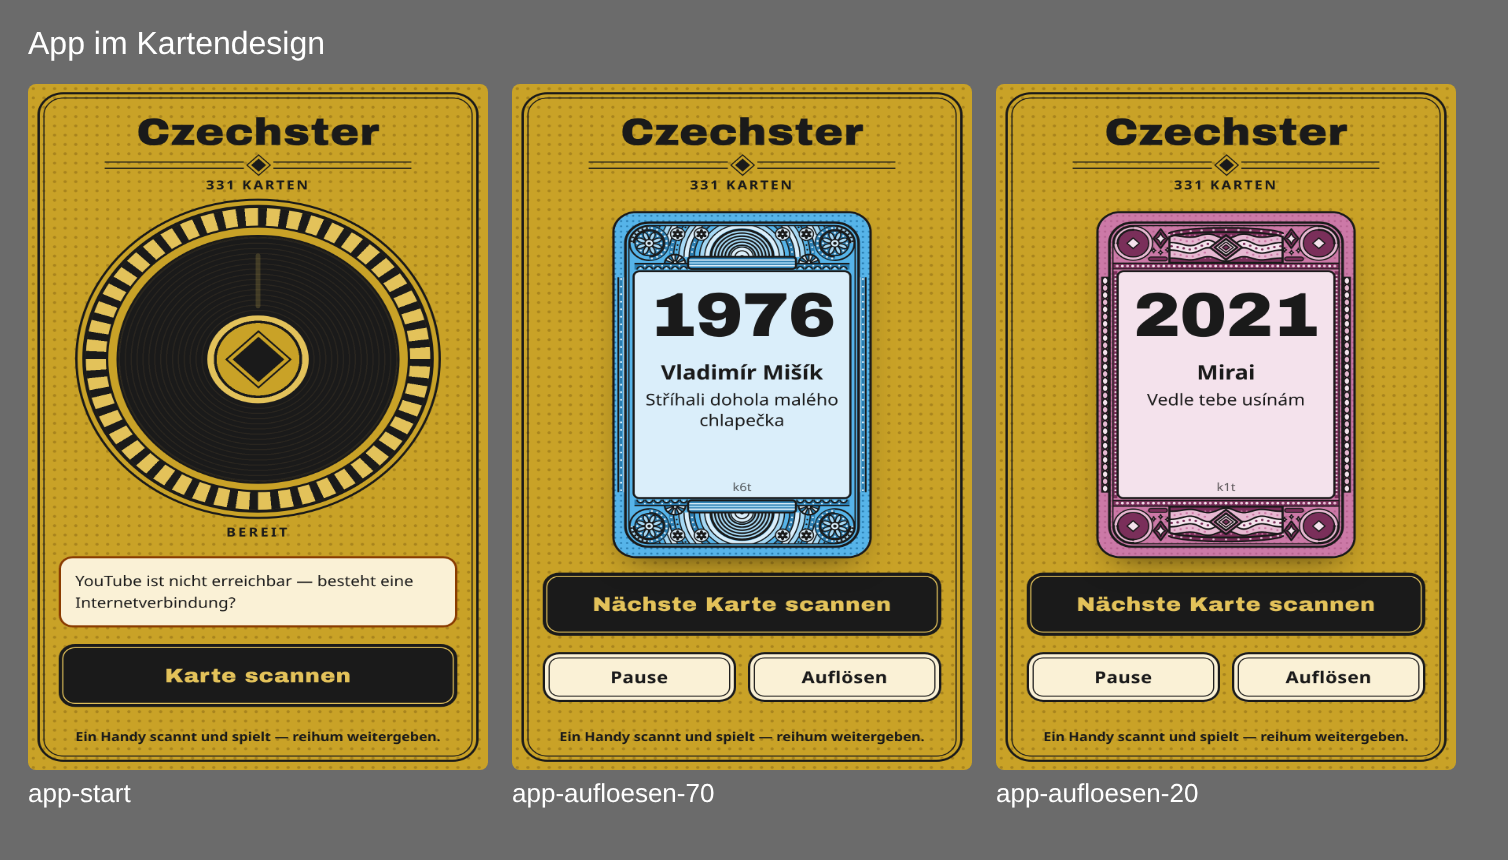 App im Kartendesign
Czechster
331 KARTEN
BEREIT
YouTube ist nicht erreichbar — besteht eine
Internetverbindung?
Karte scannen
Ein Handy scannt und spielt — reihum weitergeben.
app-start
Czechster
331 KARTEN
1976
Vladimír Mišík
Stříhali dohola malého
chlapečka
k6t
Nächste Karte scannen
Pause
Auflösen
Ein Handy scannt und spielt — reihum weitergeben.
app-aufloesen-70
Czechster
331 KARTEN
2021
Mirai
Vedle tebe usínám
k1t
Nächste Karte scannen
Pause
Auflösen
Ein Handy scannt und spielt — reihum weitergeben.
app-aufloesen-20